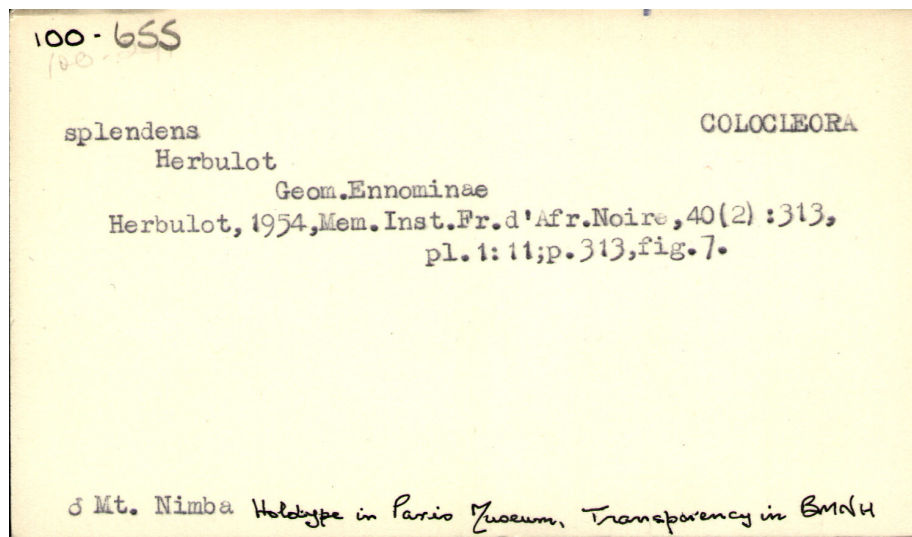 100-655
splendens COLOCLEORA
Herbulot
Geom.Ennominae
Herbulot, 1954,Mem.Inst.Fr.d'Afr.Noire,40(2):313,
pl.1:11;p.313,fig.7.
♂ Mt. Nimba Holotype in Paris Museum, Transparency in BMNH